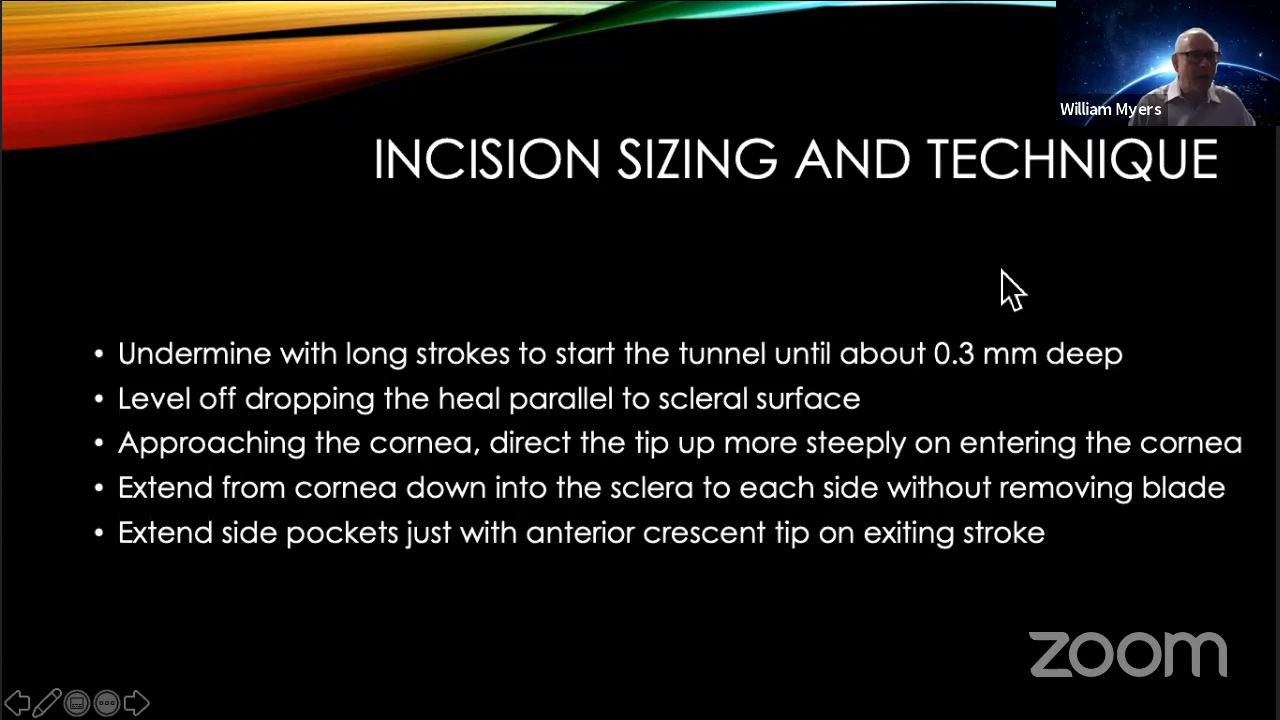 William Myers
INCISION SIZING AND TECHNIQUE
• Undermine with long strokes to start the tunnel until about 0.3 mm deep
• Level off dropping the heal parallel to scleral surface
• Approaching the cornea, direct the tip up more steeply on entering the cornea
• Extend from cornea down into the sclera to each side without removing blade
• Extend side pockets just with anterior crescent tip on exiting stroke
zoom